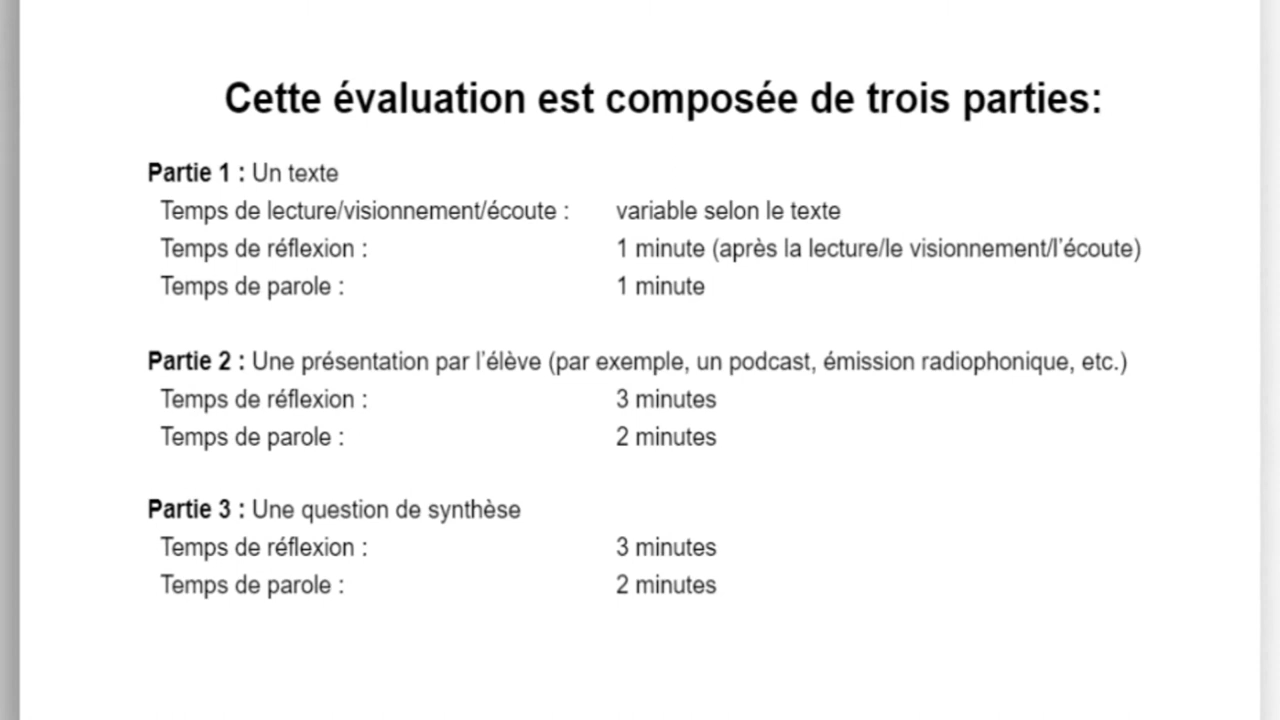 Cette évaluation est composée de trois parties:
Partie 1 : Un texte
Temps de lecture/visionnement/écoute : variable selon le texte
Temps de réflexion : 1 minute (après la lecture/le visionnement/l’écoute)
Temps de parole : 1 minute
Partie 2 : Une présentation par l’élève (par exemple, un podcast, émission radiophonique, etc.)
Temps de réflexion : 3 minutes
Temps de parole : 2 minutes
Partie 3 : Une question de synthèse
Temps de réflexion : 3 minutes
Temps de parole : 2 minutes